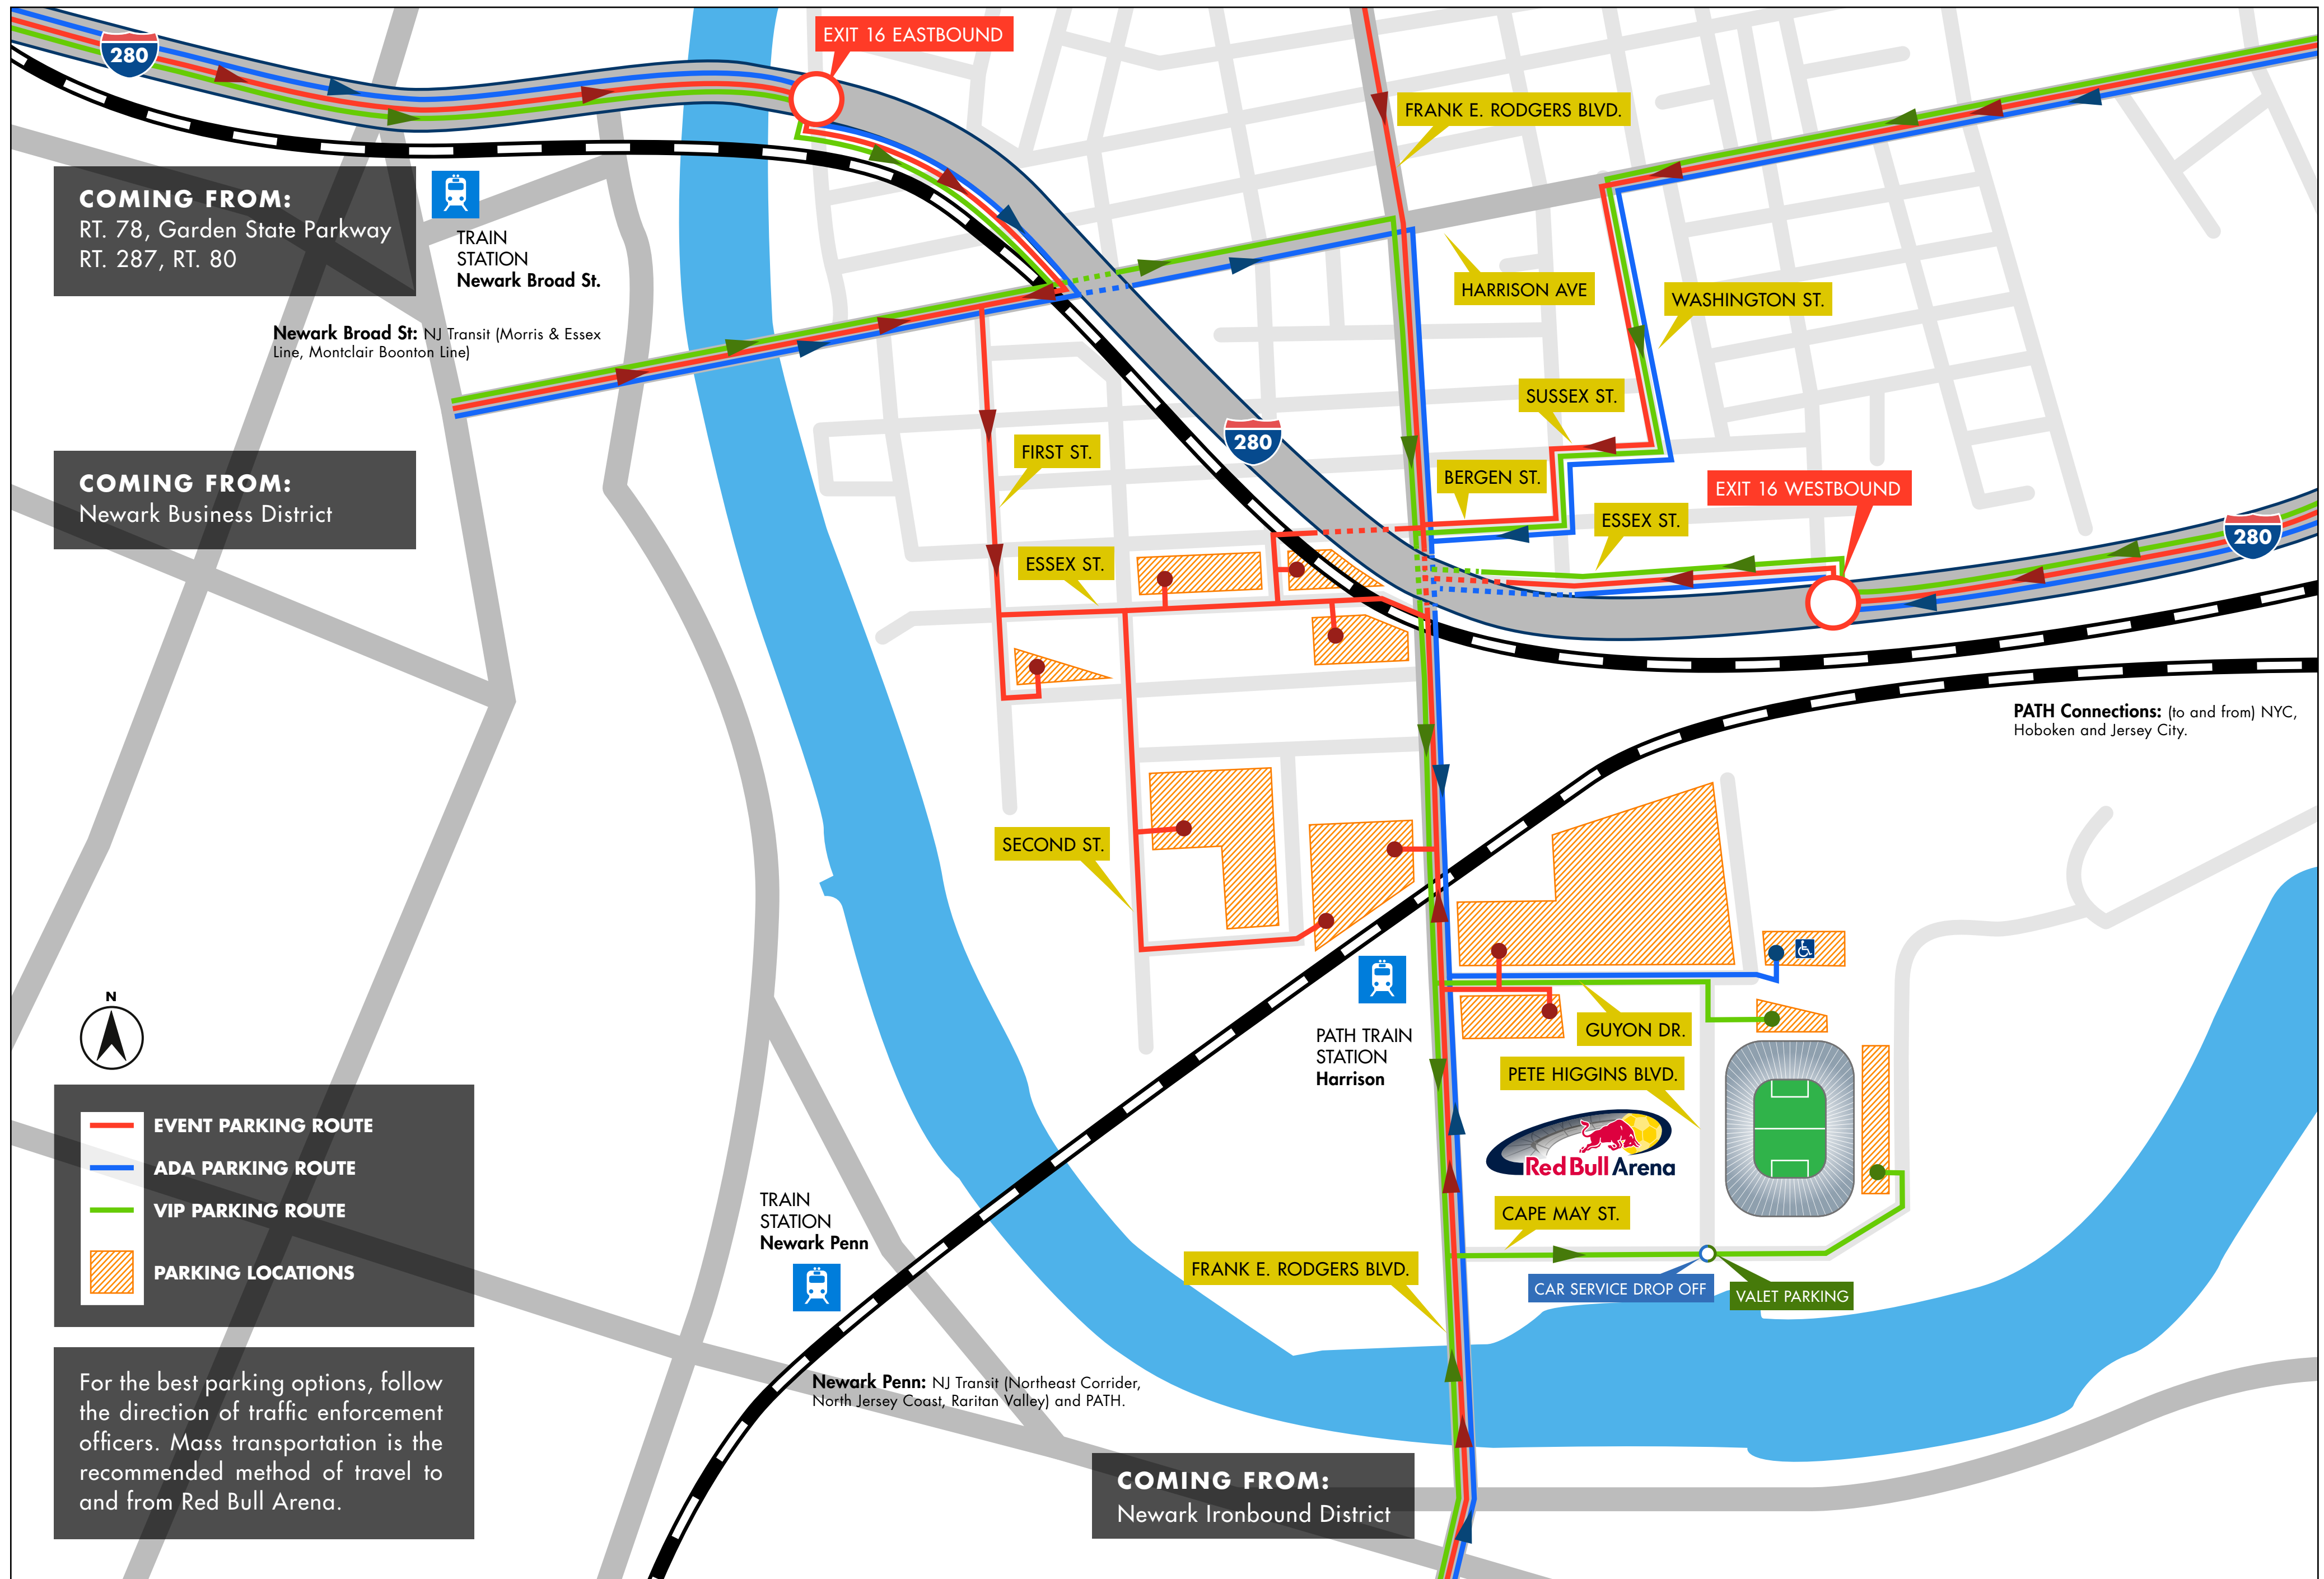 280
EXIT 16 EASTBOUND
FRANK E. RODGERS BLVD.
COMING FROM:
RT. 78, Garden State Parkway
RT. 287, RT. 80
TRAIN
STATION
Newark Broad St.
HARRISON AVE
WASHINGTON ST.
Newark Broad St: NJ Transit (Morris & Essex
Line, Montclair Boonton Line)
SUSSEX ST.
280
FIRST ST.
BERGEN ST.
EXIT 16 WESTBOUND
COMING FROM:
Newark Business District
ESSEX ST.
280
ESSEX ST.
PATH Connections: (to and from) NYC,
Hoboken and Jersey City.
SECOND ST.
N
PATH TRAIN
STATION
Harrison
GUYON DR.
PETE HIGGINS BLVD.
Red Bull Arena
EVENT PARKING ROUTE
ADA PARKING ROUTE
VIP PARKING ROUTE
PARKING LOCATIONS
TRAIN
STATION
Newark Penn
CAPE MAY ST.
FRANK E. RODGERS BLVD.
CAR SERVICE DROP OFF
VALET PARKING
For the best parking options, follow
the direction of traffic enforcement
officers. Mass transportation is the
recommended method of travel to
and from Red Bull Arena.
Newark Penn: NJ Transit (Northeast Corrider,
North Jersey Coast, Raritan Valley) and PATH.
COMING FROM:
Newark Ironbound District